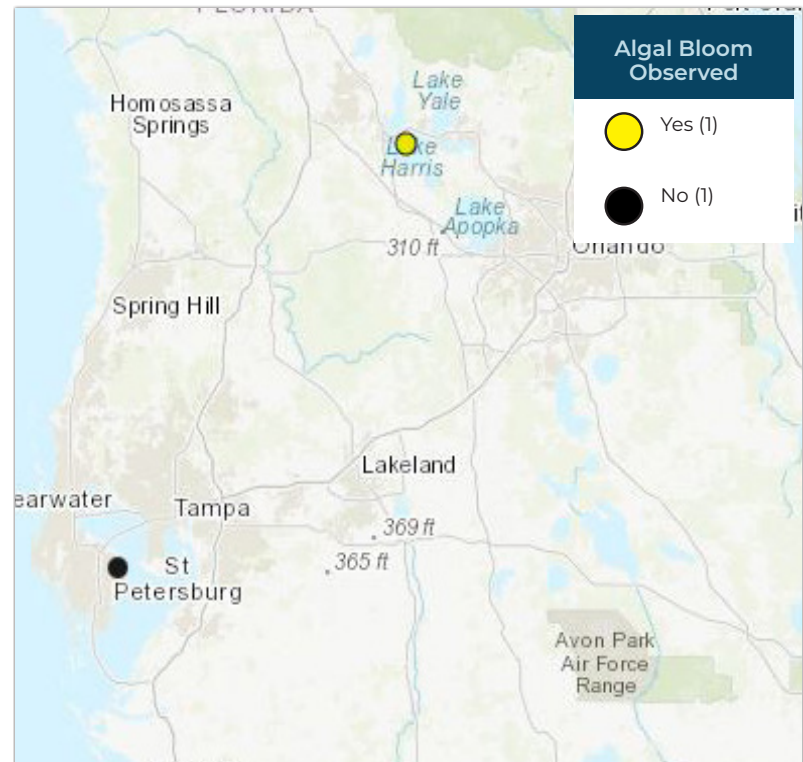 FLORIDA
Algal Bloom
Observed
Yes (1)
No (1)
Lake
Yale
Homosassa
Springs
Lake
Harris
Lake
Apopka
310 ft
Orlando
Spring Hill
Lakeland
earwater
Tampa
369 ft
365 ft
St
Petersburg
Avon Park
Air Force
Range